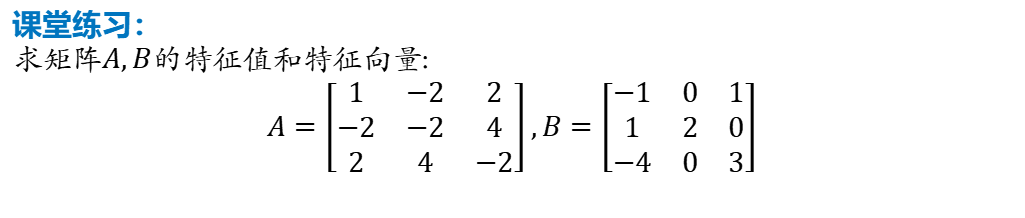 课堂练习：
求矩阵A, B的特征值和特征向量:
A = [ 1 −2 2 ; −2 −2 4 ; 2 4 −2 ], B = [ −1 0 1 ; 1 2 0 ; −4 0 3 ]